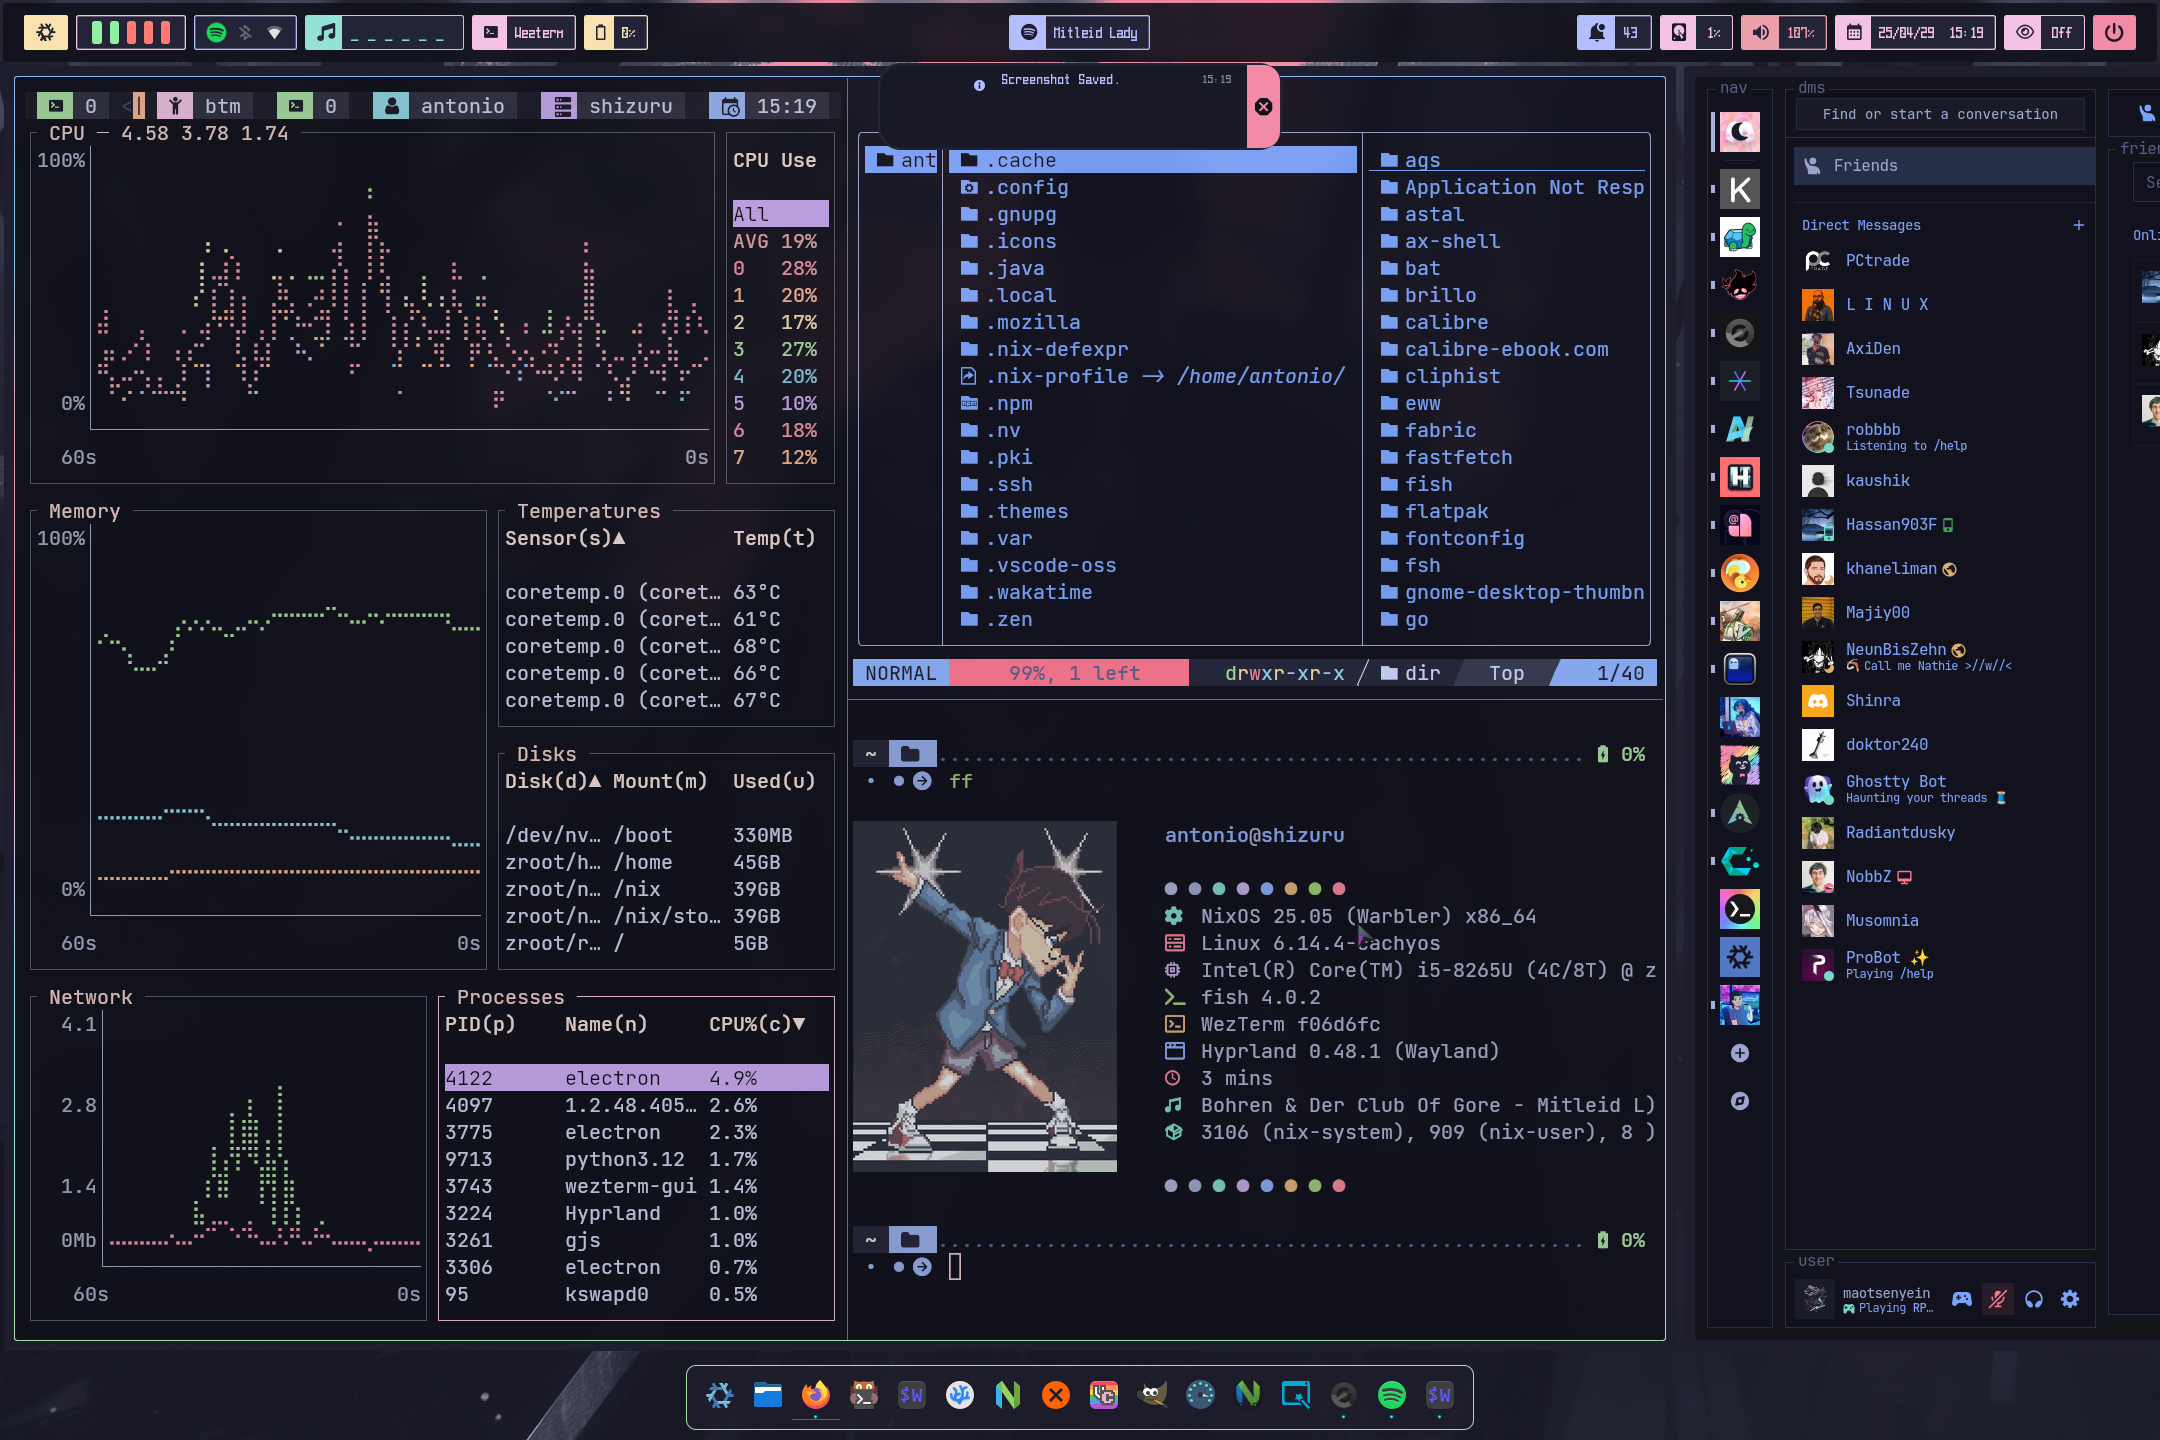 Wezterm
0%
Mitleid Lady
43
1%
107%
25/04/29 15:19
Off
Screenshot Saved.
15:19
0
btm
0
antonio
shizuru
15:19
CPU — 4.58 3.78 1.74
100%
0%
60s
0s
CPU Use
All
AVG 19%
0 28%
1 20%
2 17%
3 27%
4 20%
5 10%
6 18%
7 12%
Memory
100%
0%
60s
0s
Temperatures
Sensor(s)▲ Temp(t)
coretemp.0 (coret… 63°C
coretemp.0 (coret… 61°C
coretemp.0 (coret… 68°C
coretemp.0 (coret… 66°C
coretemp.0 (coret… 67°C
Disks
Disk(d)▲ Mount(m) Used(u)
/dev/nv… /boot 330MB
zroot/h… /home 45GB
zroot/n… /nix 39GB
zroot/n… /nix/sto… 39GB
zroot/r… / 5GB
Network
4.1
2.8
1.4
0Mb
60s
0s
Processes
PID(p) Name(n) CPU%(c)▼
4122 electron 4.9%
4097 1.2.48.405… 2.6%
3775 electron 2.3%
9713 python3.12 1.7%
3743 wezterm-gui 1.4%
3224 Hyprland 1.0%
3261 gjs 1.0%
3306 electron 0.7%
95 kswapd0 0.5%
ant
.cache
.config
.gnupg
.icons
.java
.local
.mozilla
.nix-defexpr
.nix-profile -> /home/antonio/
.npm
.nv
.pki
.ssh
.themes
.var
.vscode-oss
.wakatime
.zen
ags
Application Not Resp
astal
ax-shell
bat
brillo
calibre
calibre-ebook.com
cliphist
eww
fabric
fastfetch
fish
flatpak
fontconfig
fsh
gnome-desktop-thumbn
go
NORMAL 99%, 1 left drwxr-xr-x dir Top 1/40
~ 0%
ff
antonio@shizuru
NixOS 25.05 (Warbler) x86_64
Linux 6.14.4-cachyos
Intel(R) Core(TM) i5-8265U (4C/8T) @ z
fish 4.0.2
WezTerm f06d6fc
Hyprland 0.48.1 (Wayland)
3 mins
Bohren & Der Club Of Gore - Mitleid L)
3106 (nix-system), 909 (nix-user), 8 )
~ 0%
nav
dms
Find or start a conversation
Friends
Direct Messages +
PCtrade
L I N U X
AxiDen
Tsunade
robbbb
Listening to /help
kaushik
Hassan903F
khaneliman
Majiy00
NeunBisZehn
Call me Nathie >//w//<
Shinra
doktor240
Ghostty Bot
Haunting your threads
Radiantdusky
NobbZ
Musomnia
ProBot ✨
Playing /help
user
maotsenyein
Playing RP…
frien
Se
Onli